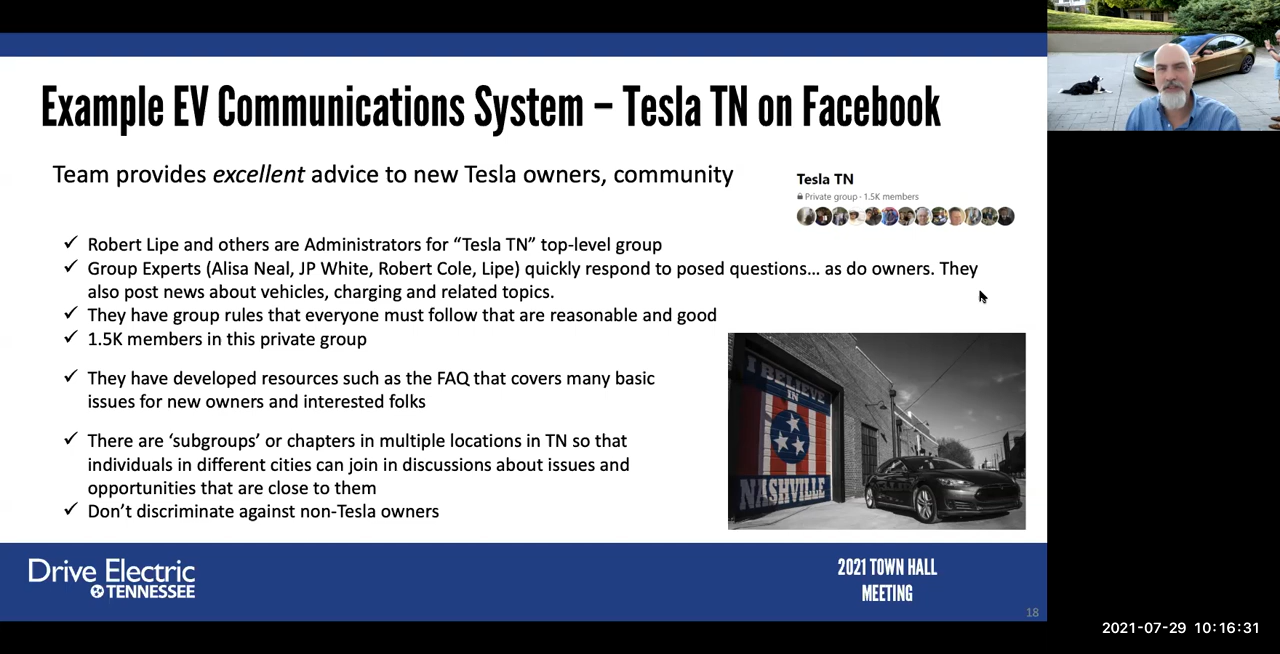 Example EV Communications System – Tesla TN on Facebook
Team provides excellent advice to new Tesla owners, community
Tesla TN
Private group · 1.5K members
✓ Robert Lipe and others are Administrators for “Tesla TN” top-level group
✓ Group Experts (Alisa Neal, JP White, Robert Cole, Lipe) quickly respond to posed questions… as do owners. They
also post news about vehicles, charging and related topics.
✓ They have group rules that everyone must follow that are reasonable and good
✓ 1.5K members in this private group
✓ They have developed resources such as the FAQ that covers many basic
issues for new owners and interested folks
✓ There are ‘subgroups’ or chapters in multiple locations in TN so that
individuals in different cities can join in discussions about issues and
opportunities that are close to them
✓ Don’t discriminate against non-Tesla owners
I BELIEVE
IN
NASHVILLE
Drive Electric
TENNESSEE
2021 TOWN HALL
MEETING
18
2021-07-29 10:16:31